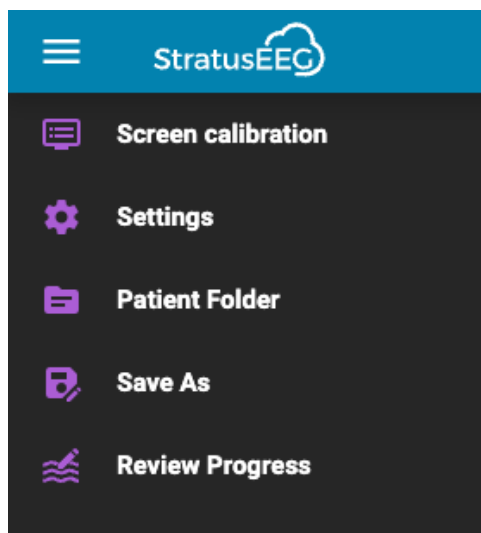 StratusEEG
Screen calibration
Settings
Patient Folder
Save As
Review Progress